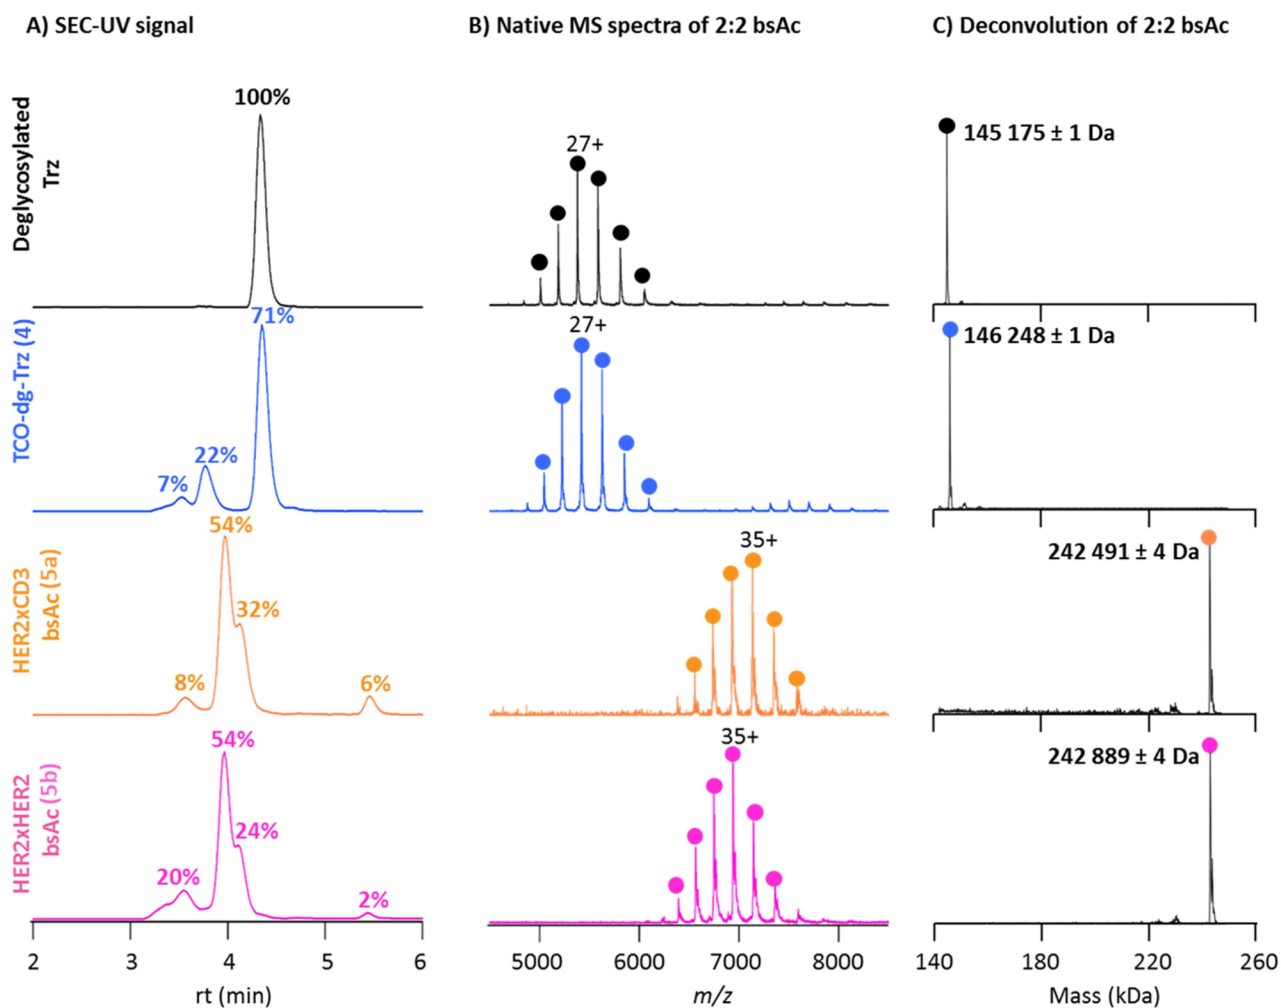 A) SEC-UV signal
B) Native MS spectra of 2:2 bsAc
C) Deconvolution of 2:2 bsAc
Deglycosylated
Trz
100%
27+
145 175 ± 1 Da
TCO-dg-Trz (4)
71%
22%
7%
27+
146 248 ± 1 Da
HER2xCD3
bsAc (5a)
54%
32%
8%
6%
35+
242 491 ± 4 Da
HER2xHER2
bsAc (5b)
54%
24%
20%
2%
35+
242 889 ± 4 Da
2 3 4 5 6
rt (min)
5000 6000 7000 8000
m/z
140 180 220 260
Mass (kDa)